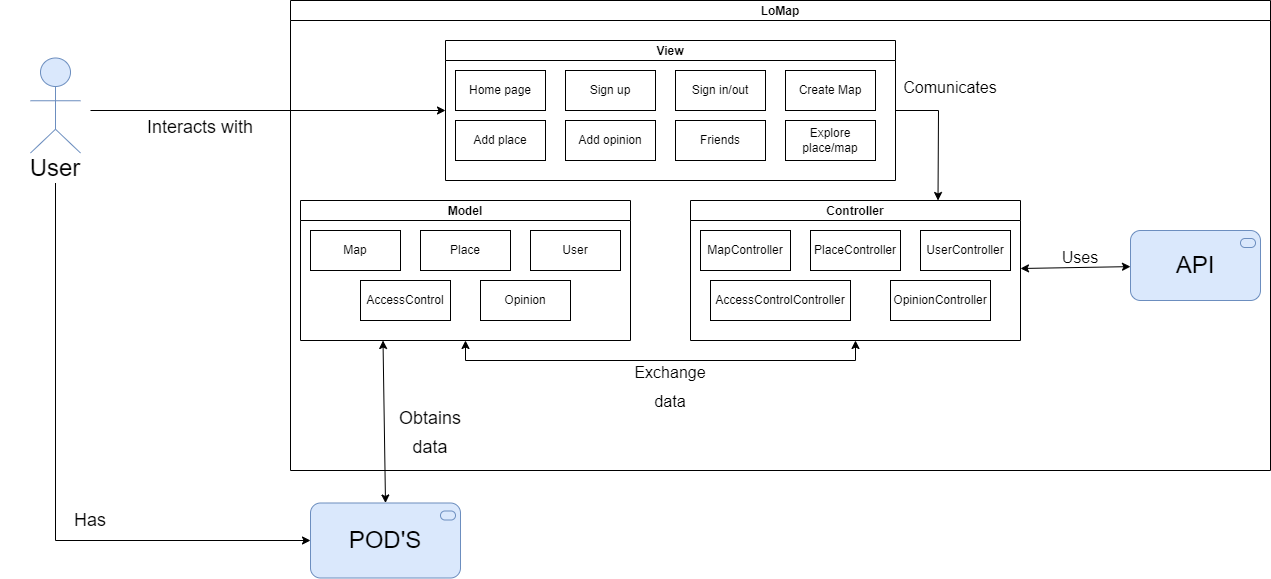 LoMap
View
Home page
Sign up
Sign in/out
Create Map
Add place
Add opinion
Friends
Explore
place/map
Comunicates
Interacts with
User
Model
Map
Place
User
AccessControl
Opinion
Controller
MapController
PlaceController
UserController
AccessControlController
OpinionController
Uses
API
Exchange
data
Obtains
data
Has
POD'S